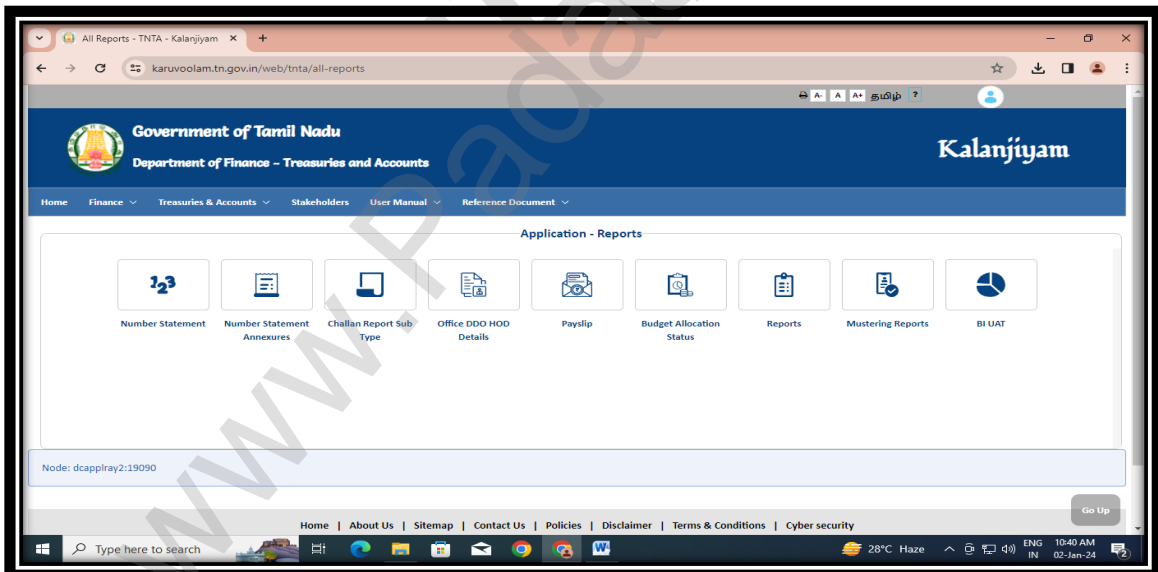 All Reports - TNTA - Kalanjiyam
karuvoolam.tn.gov.in/web/tnta/all-reports
A- A A+ தமிழ் ?
Government of Tamil Nadu
Department of Finance – Treasuries and Accounts
Kalanjiyam
Home Finance Treasuries & Accounts Stakeholders User Manual Reference Document
Application - Reports
Number Statement
Number Statement Annexures
Challan Report Sub Type
Office DDO HOD Details
Payslip
Budget Allocation Status
Reports
Mustering Reports
BI UAT
Node: dcapplray2:19090
Go Up
Home | About Us | Sitemap | Contact Us | Policies | Disclaimer | Terms & Conditions | Cyber security
Type here to search
28°C Haze
ENG 10:40 AM
IN 02-Jan-24
2